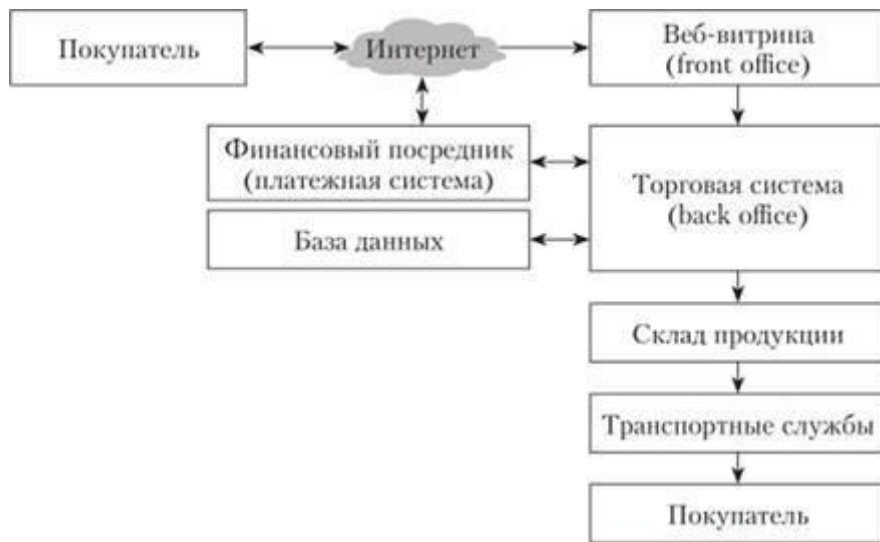 Покупатель
Интернет
Веб-витрина
(front office)
Финансовый посредник
(платежная система)
Торговая система
(back office)
База данных
Склад продукции
Транспортные службы
Покупатель